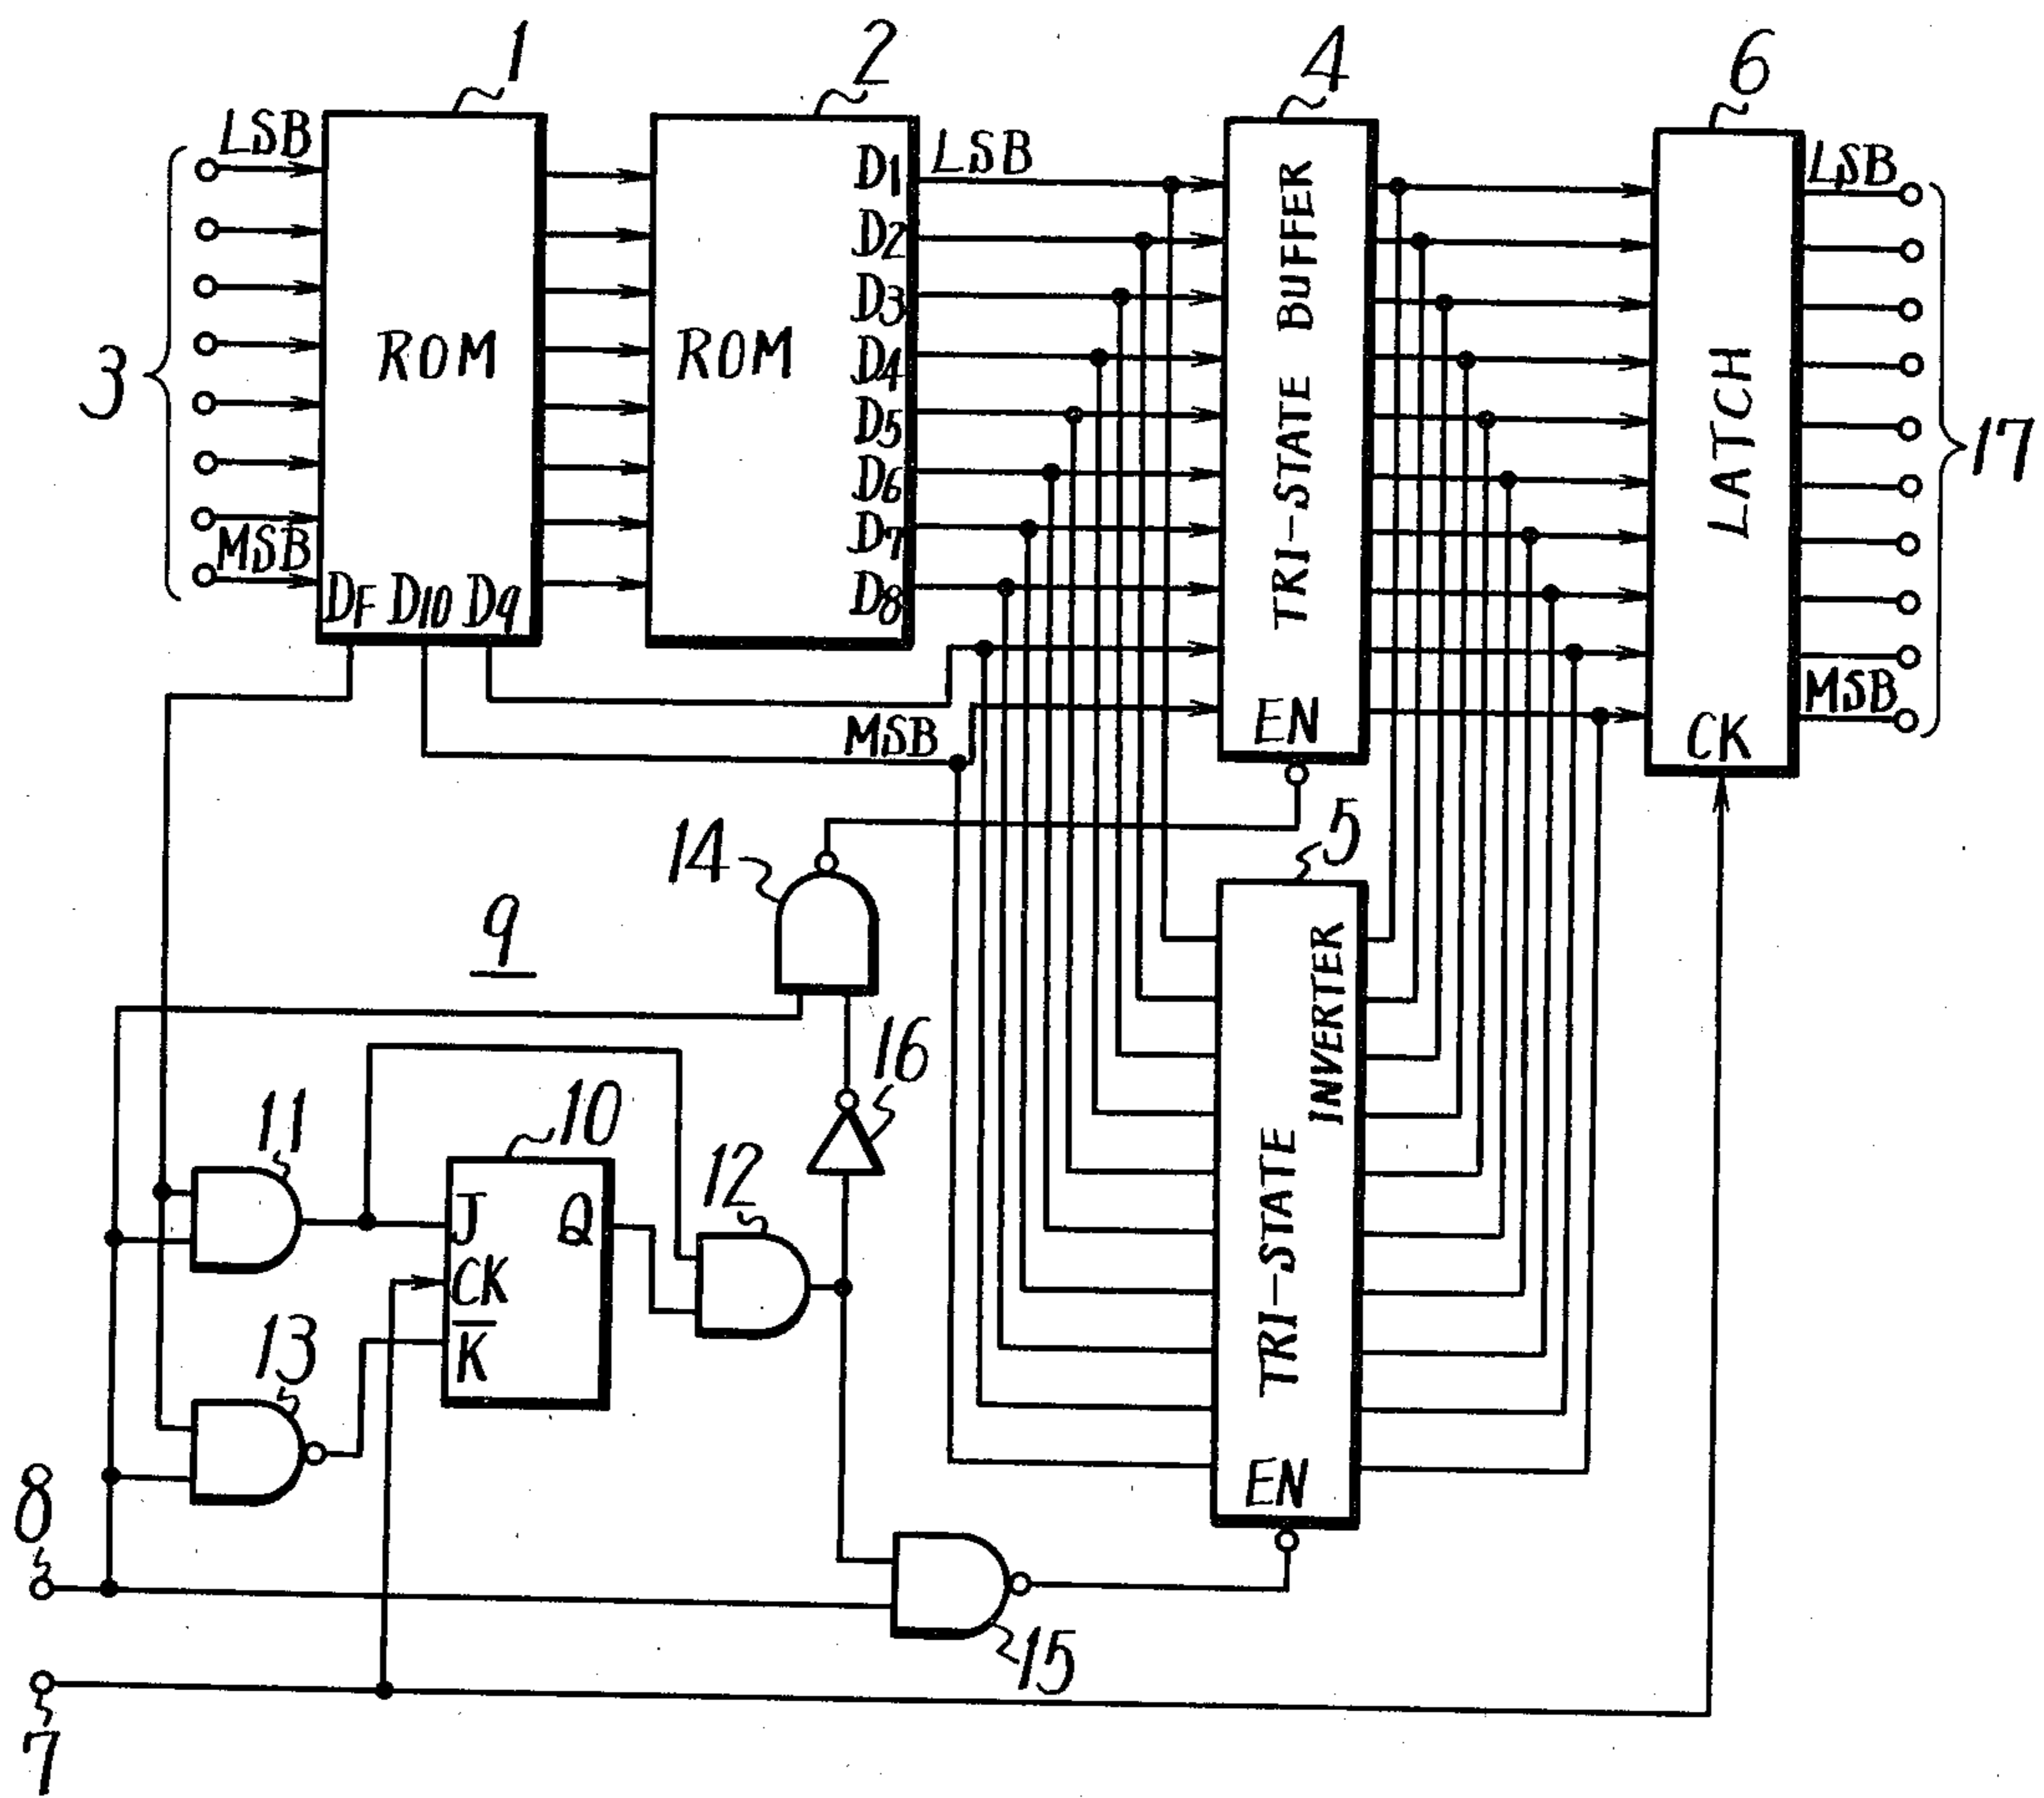 1
2
4
6
LSB
LSB
LSB
D1
D2
D3
D4
D5
D6
D7
D8
ROM
ROM
TRI-STATE BUFFER
LATCH
3
17
MSB
DF D10 D9
MSB
MSB
EN
CK
14
5
9
16
11
10
12
J
Q
CK
K̅
13
TRI-STATE INVERTER
EN
8
15
7